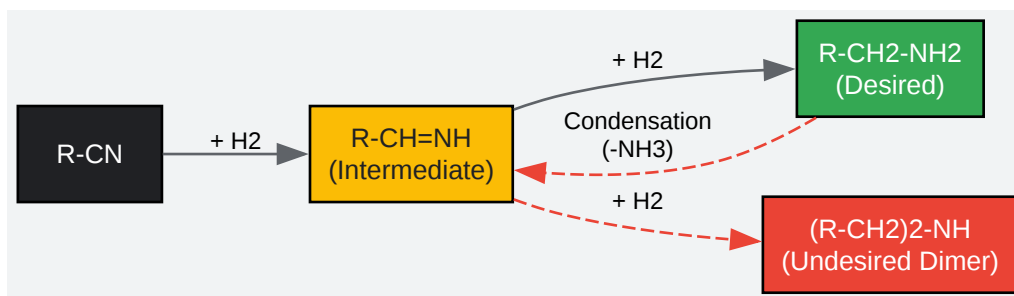 R-CN
+ H2
R-CH=NH
(Intermediate)
+ H2
R-CH2-NH2
(Desired)
Condensation
(-NH3)
+ H2
(R-CH2)2-NH
(Undesired Dimer)